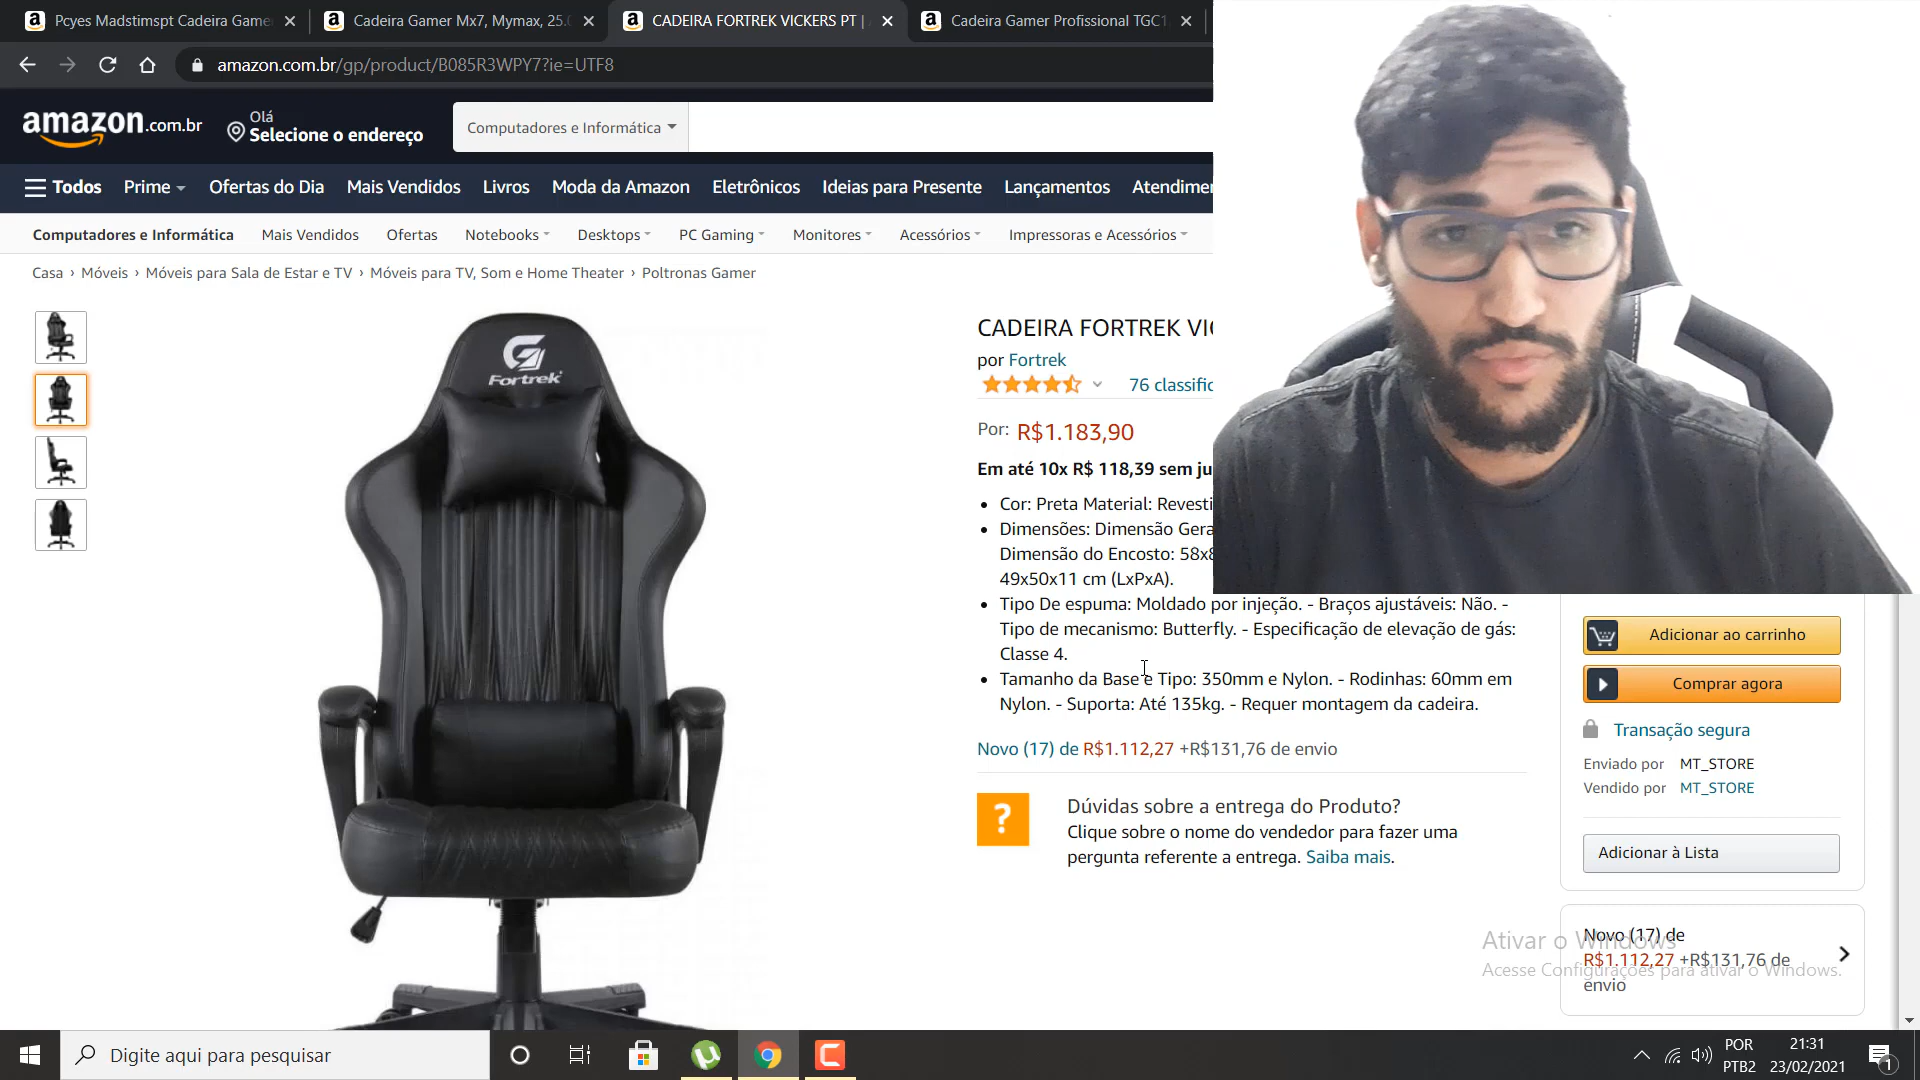 Pcyes Madstimspt Cadeira Game
Cadeira Gamer Mx7, Mymax, 25.0
CADEIRA FORTREK VICKERS PT |
Cadeira Gamer Profissional TGC1
amazon.com.br/gp/product/B085R3WPY7?ie=UTF8
amazon.com.br
Olá
Selecione o endereço
Computadores e Informática
Todos Prime Ofertas do Dia Mais Vendidos Livros Moda da Amazon Eletrônicos Ideias para Presente Lançamentos Atendimen
Computadores e Informática Mais Vendidos Ofertas Notebooks Desktops PC Gaming Monitores Acessórios Impressoras e Acessórios
Casa › Móveis › Móveis para Sala de Estar e TV › Móveis para TV, Som e Home Theater › Poltronas Gamer
Fortrek
CADEIRA FORTREK VIC
por Fortrek
76 classific
Por: R$1.183,90
Em até 10x R$ 118,39 sem ju
• Cor: Preta Material: Revesti
• Dimensões: Dimensão Gera
Dimensão do Encosto: 58x8
49x50x11 cm (LxPxA).
• Tipo De espuma: Moldado por injeção. - Braços ajustáveis: Não. -
Tipo de mecanismo: Butterfly. - Especificação de elevação de gás:
Classe 4.
• Tamanho da Base e Tipo: 350mm e Nylon. - Rodinhas: 60mm em
Nylon. - Suporta: Até 135kg. - Requer montagem da cadeira.
Novo (17) de R$1.112,27 +R$131,76 de envio
?
Dúvidas sobre a entrega do Produto?
Clique sobre o nome do vendedor para fazer uma
pergunta referente a entrega. Saiba mais.
Adicionar ao carrinho
Comprar agora
Transação segura
Enviado por MT_STORE
Vendido por MT_STORE
Adicionar à Lista
Novo (17) de
R$1.112,27 +R$131,76 de
envio
Ativar o Windows
Acesse Configurações para ativar o Windows.
Digite aqui para pesquisar
POR
PTB2
21:31
23/02/2021
1